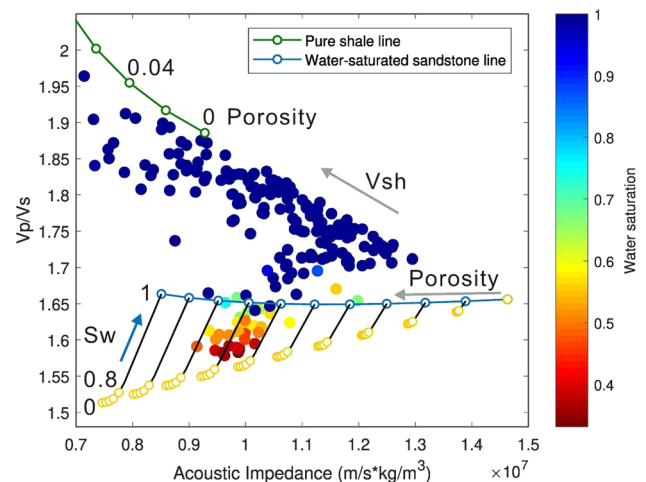 Pure shale line
Water-saturated sandstone line
2
1.95
1.9
1.85
1.8
1.75
1.7
1.65
1.6
1.55
1.5
Vp/Vs
0.04
0 Porosity
Vsh
Porosity
1
Sw
0.8
0
0.7 0.8 0.9 1 1.1 1.2 1.3 1.4 1.5
Acoustic Impedance (m/s*kg/m³) ×10⁷
1
0.9
0.8
0.7
0.6
0.5
0.4
Water saturation